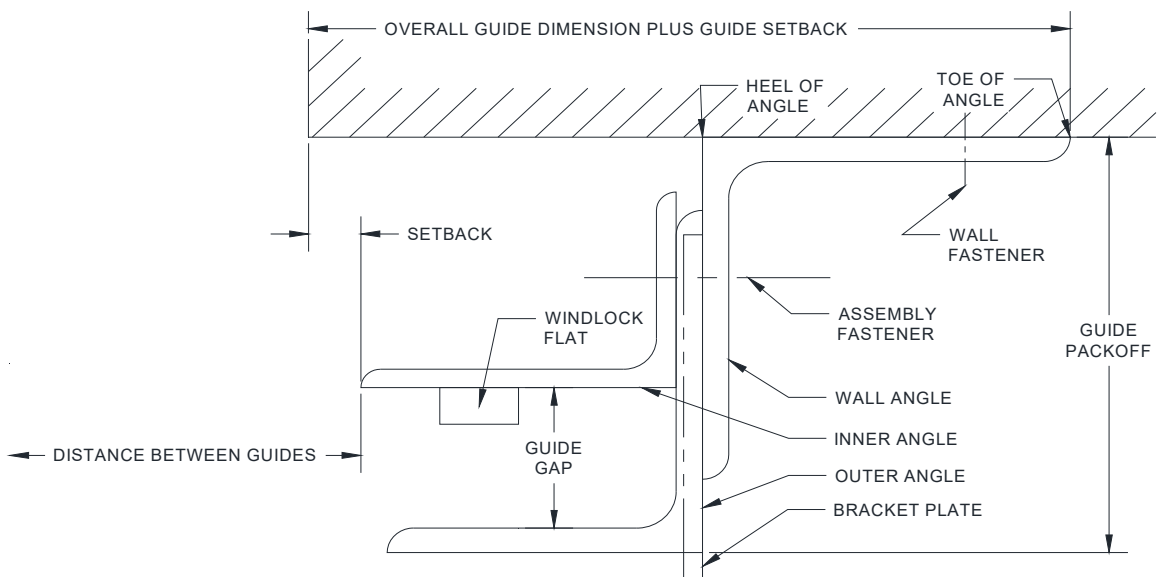 OVERALL GUIDE DIMENSION PLUS GUIDE SETBACK
HEEL OF
ANGLE
TOE OF
ANGLE
SETBACK
WALL
FASTENER
WINDLOCK
FLAT
ASSEMBLY
FASTENER
GUIDE
PACKOFF
WALL ANGLE
INNER ANGLE
DISTANCE BETWEEN GUIDES
GUIDE
GAP
OUTER ANGLE
BRACKET PLATE